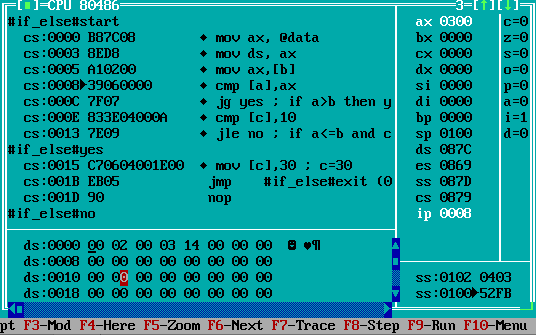 [■]=CPU 80486 3=[↑][↓]
#if_else#start
cs:0000 B87C08 ♦ mov ax, @data
cs:0003 8ED8 ♦ mov ds, ax
cs:0005 A10200 ♦ mov ax,[b]
cs:0008►39060000 ♦ cmp [a],ax
cs:000C 7F07 ♦ jg yes ; if a>b then y
cs:000E 833E04000A ♦ cmp [c],10
cs:0013 7E09 ♦ jle no ; if a<=b and c
#if_else#yes
cs:0015 C70604001E00 ♦ mov [c],30 ; c=30
cs:001B EB05 jmp #if_else#exit (0
cs:001D 90 nop
#if_else#no
ax 0300 c=0
bx 0000 z=0
cx 0000 s=0
dx 0000 o=0
si 0000 p=0
di 0000 a=0
bp 0000 i=1
sp 0100 d=0
ds 087C
es 0869
ss 087D
cs 0879
ip 0008
ds:0000 00 02 00 03 14 00 00 00 ☻ ♥¶
ds:0008 00 00 00 00 00 00 00 00
ds:0010 00 00 00 00 00 00 00 00
ds:0018 00 00 00 00 00 00 00 00
ss:0102 0403
ss:0100►52FB
pt F3-Mod F4-Here F5-Zoom F6-Next F7-Trace F8-Step F9-Run F10-Menu